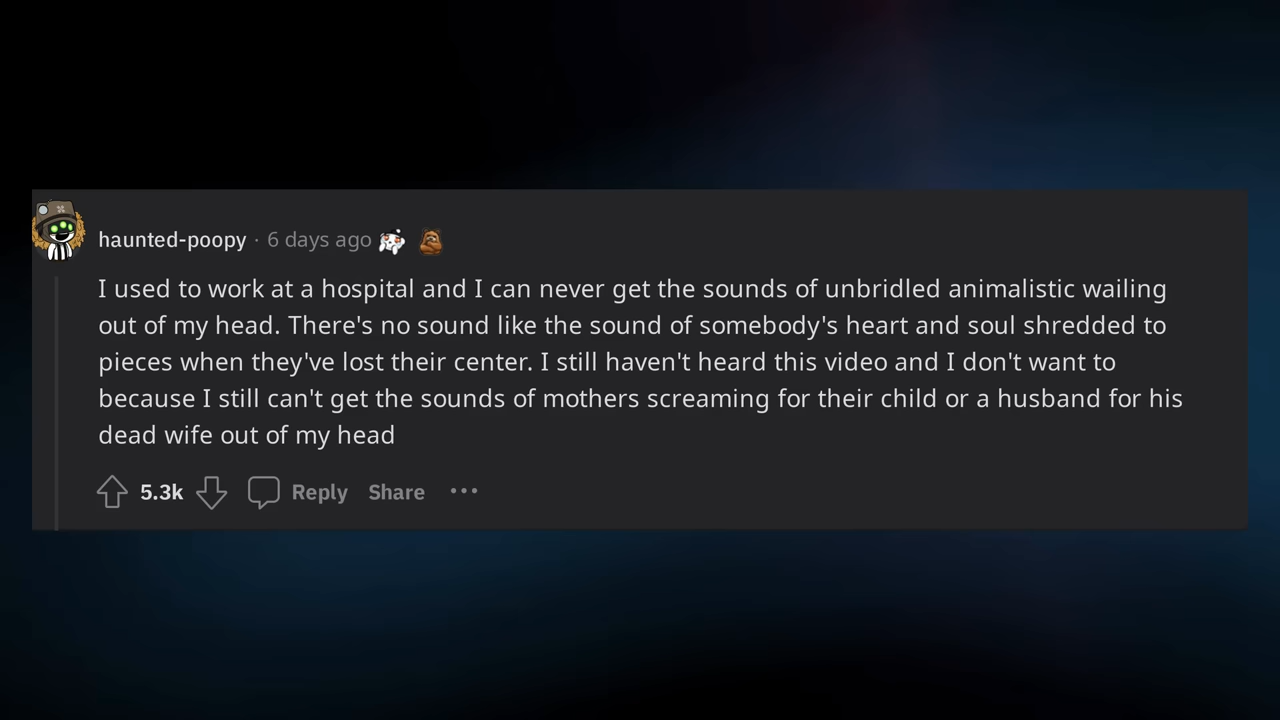 haunted-poopy · 6 days ago
I used to work at a hospital and I can never get the sounds of unbridled animalistic wailing
out of my head. There's no sound like the sound of somebody's heart and soul shredded to
pieces when they've lost their center. I still haven't heard this video and I don't want to
because I still can't get the sounds of mothers screaming for their child or a husband for his
dead wife out of my head
5.3k Reply Share ···